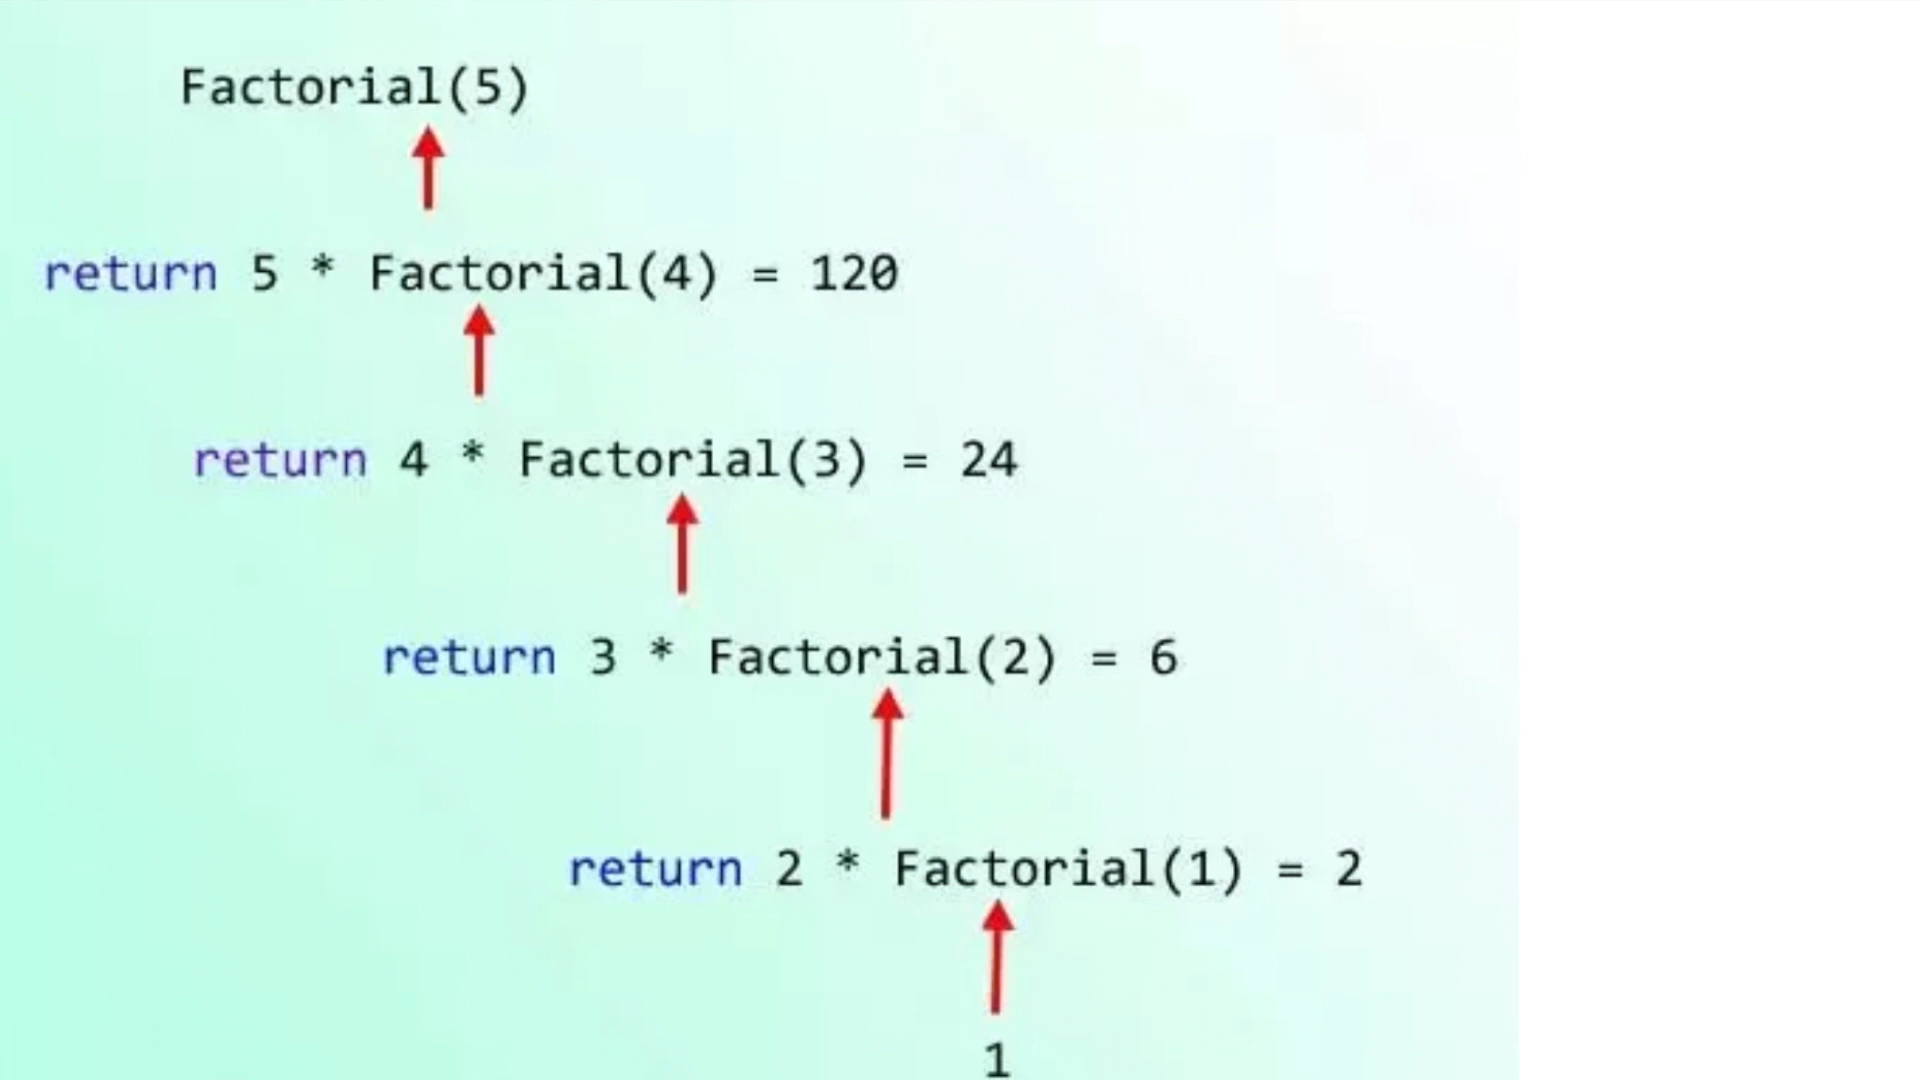 Factorial(5)
return 5 * Factorial(4) = 120
return 4 * Factorial(3) = 24
return 3 * Factorial(2) = 6
return 2 * Factorial(1) = 2
1